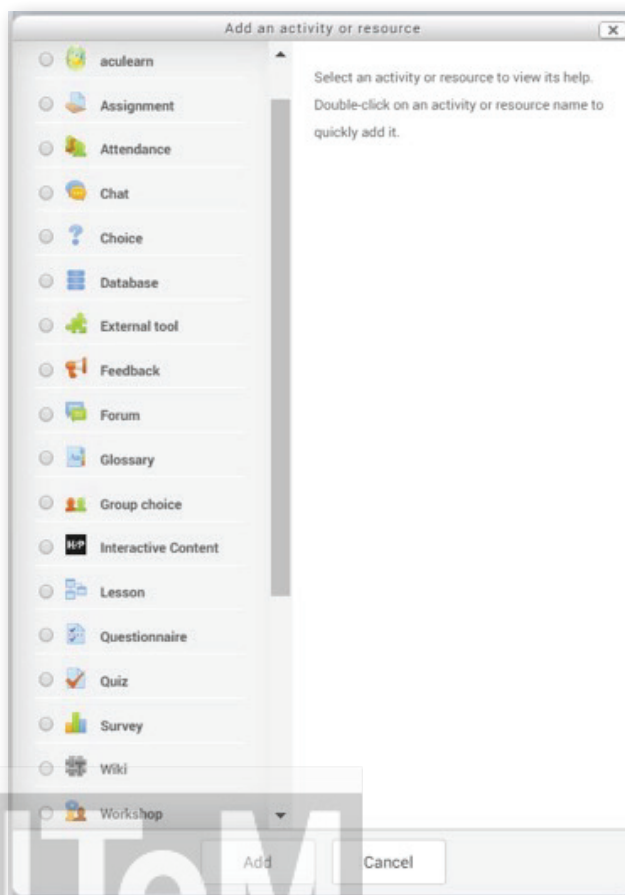 Add an activity or resource
aculearn
Assignment
Attendance
Chat
Choice
Database
External tool
Feedback
Forum
Glossary
Group choice
H-P Interactive Content
Lesson
Questionnaire
Quiz
Survey
Wiki
Workshop
Select an activity or resource to view its help.
Double-click on an activity or resource name to
quickly add it.
Add
Cancel
UTeM